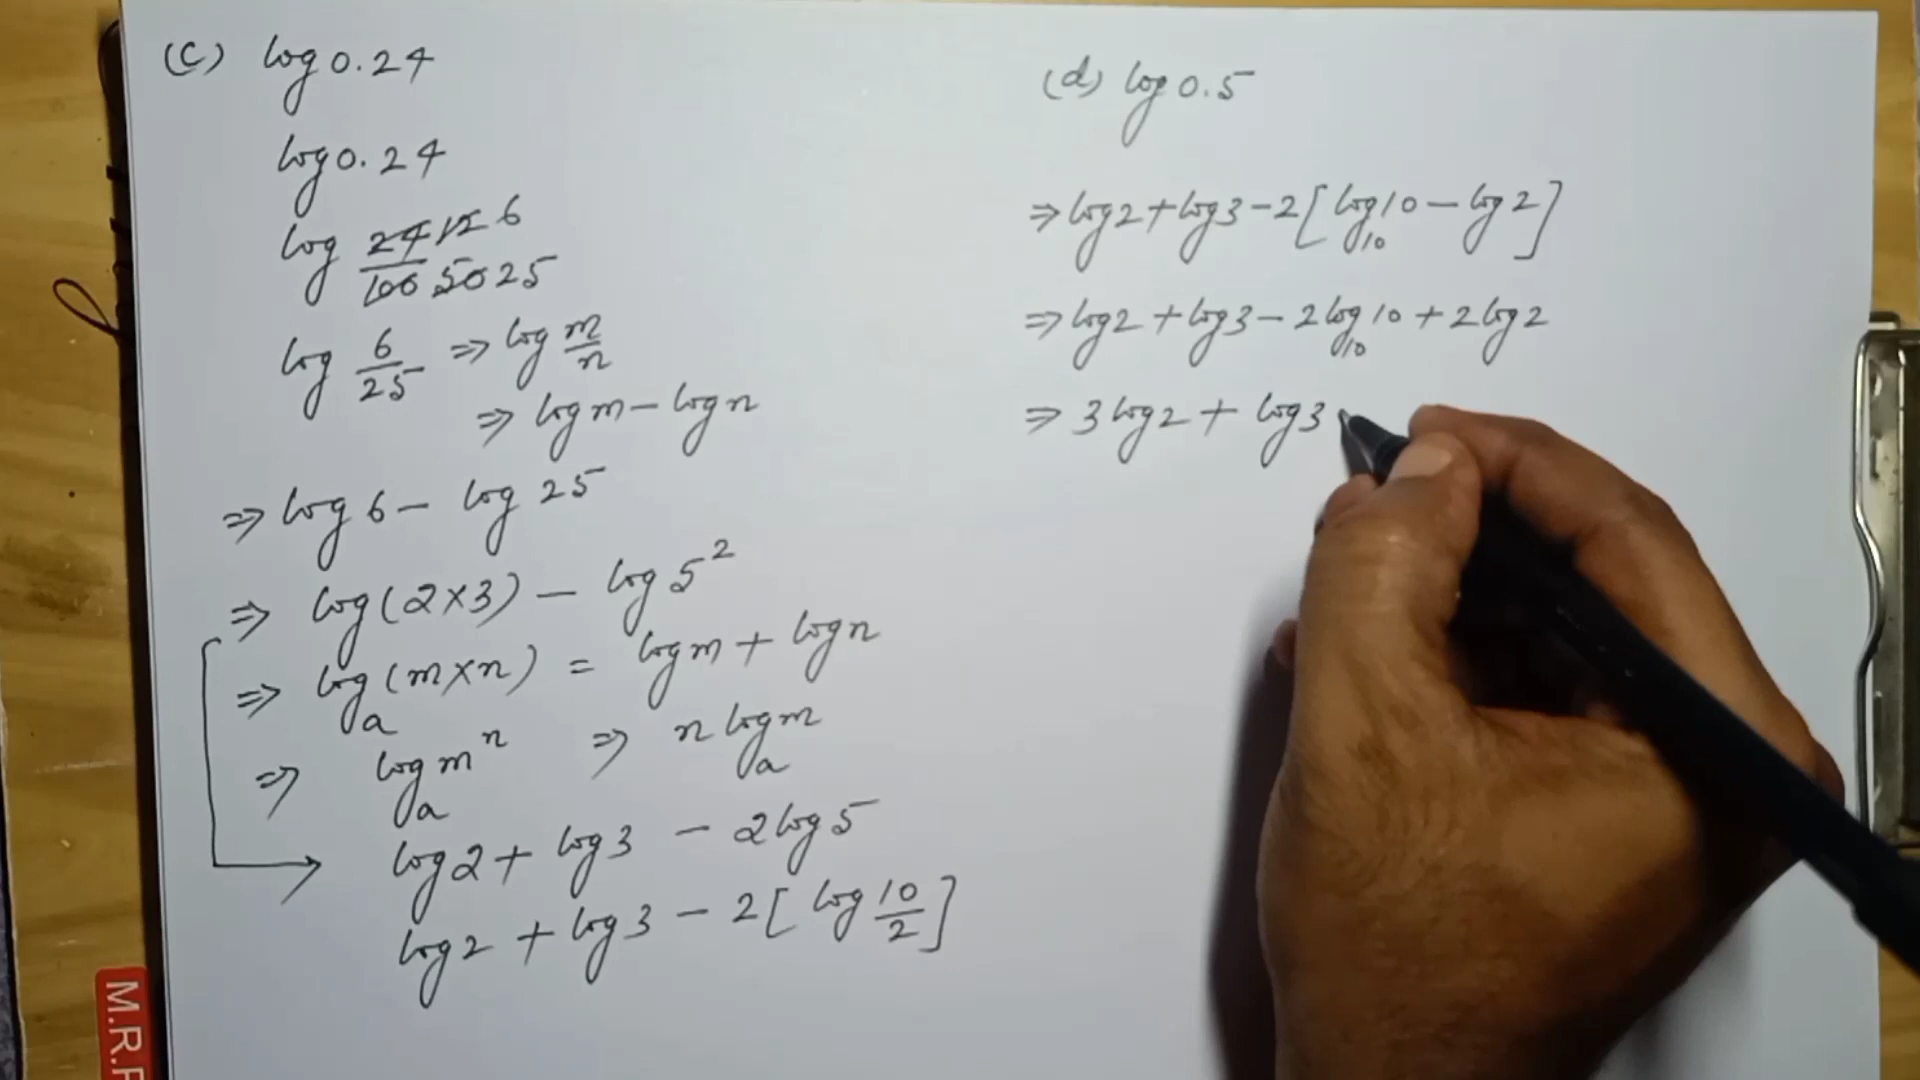 (c) log 0.24
log 0.24
log 24/100 12/50 6/25
log 6/25 ⇒ log m/n
⇒ log m - log n
⇒ log 6 - log 25
⇒ log (2×3) - log 5²
⇒ logₐ (m×n) = log m + log n
⇒ logₐ mⁿ ⇒ n logₐ m
log 2 + log 3 - 2 log 5
log 2 + log 3 - 2 [log 10/2]
(d) log 0.5
⇒ log 2 + log 3 - 2 [log₁₀ 10 - log 2]
⇒ log 2 + log 3 - 2 log₁₀ 10 + 2 log 2
⇒ 3 log 2 + log 3